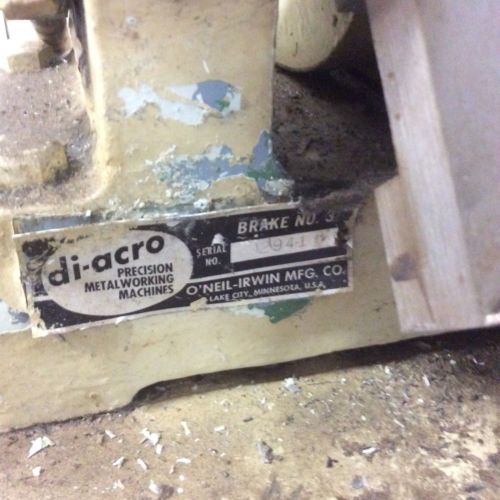 di-acro
PRECISION
METALWORKING
MACHINES
BRAKE NO. 3
SERIAL
NO.
O'NEIL-IRWIN MFG. CO.
LAKE CITY, MINNESOTA, U.S.A.